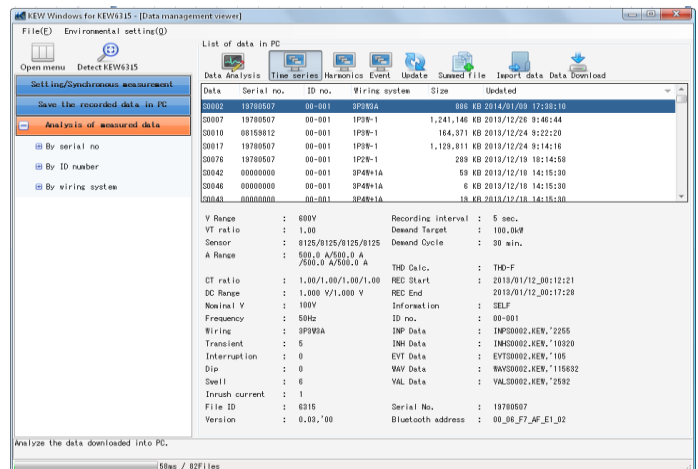 KEW Windows for KEW6315 - [Data management viewer]
File(F) Environmental setting(O)
Open menu Detect KEW6315
List of data in PC
Data Analysis Time series Harmonics Event Update Summed file Import data Data Download
Setting/Synchronous measurement
Save the recorded data in PC
Analysis of measured data
By serial no
By ID number
By wiring system
Data Serial no. ID no. Wiring system Size Updated
S0002 19780507 00-001 3P3W3A 886 KB 2014/01/09 17:38:10
S0007 19780507 00-001 1P3W-1 1,241,146 KB 2013/12/26 9:46:44
S0010 08159812 00-001 1P3W-1 164,371 KB 2013/12/24 9:22:20
S0017 19780507 00-001 1P3W-1 1,129,811 KB 2013/12/24 9:14:16
S0076 19780507 00-001 1P2W-1 289 KB 2013/12/19 18:14:58
S0042 00000000 00-001 3P4W+1A 59 KB 2013/12/18 14:15:30
S0046 00000000 00-001 3P4W+1A 6 KB 2013/12/18 14:15:30
S0043 00000000 00-001 3P4W+1A 19 KB 2013/12/18 14:15:30
V Range : 600V Recording interval : 5 sec.
VT ratio : 1.00 Demand Target : 100.0kW
Sensor : 8125/8125/8125/8125 Demand Cycle : 30 min.
A Range : 500.0 A/500.0 A
/500.0 A/500.0 A THD Calc. : THD-F
CT ratio : 1.00/1.00/1.00/1.00 REC Start : 2013/01/12_00:12:21
DC Range : 1.000 V/1.000 V REC End 2013/01/12_00:17:28
Nominal V : 100V Information : SELF
Frequency : 50Hz ID no. : 00-001
Wiring : 3P3W3A INP Data : INPS0002.KEW,'2255
Transient : 5 INH Data : INHS0002.KEW,'10320
Interruption : 0 EVT Data : EVTS0002.KEW,'105
Dip : 0 WAV Data : WAVS0002.KEW,'115632
Swell : 6 VAL Data : VALS0002.KEW,'2592
Inrush current : 1
File ID : 6315 Serial No. : 19780507
Version : 0.03,'00 Bluetooth address : 00_06_F7_AF_E1_02
Analyze the data downloaded into PC.
58ms / 82Files